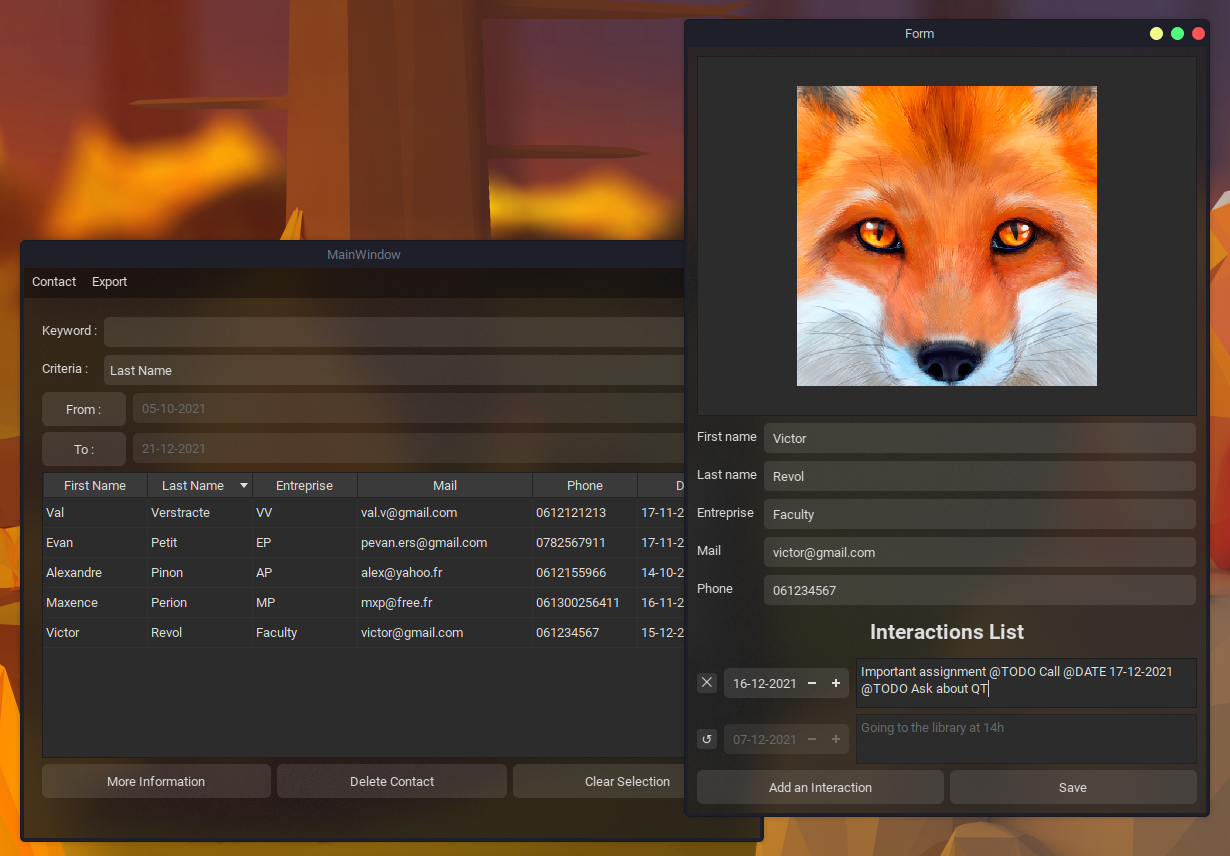 Form
MainWindow
Contact Export
Keyword :
Criteria : Last Name
From : 05-10-2021
To : 21-12-2021
First Name Last Name Entreprise Mail Phone D
Val Verstracte VV val.v@gmail.com 0612121213 17-11-2
Evan Petit EP pevan.ers@gmail.com 0782567911 17-11-2
Alexandre Pinon AP alex@yahoo.fr 0612155966 14-10-2
Maxence Perion MP mxp@free.fr 061300256411 16-11-2
Victor Revol Faculty victor@gmail.com 061234567 15-12-2
More Information Delete Contact Clear Selection
First name Victor
Last name Revol
Entreprise Faculty
Mail victor@gmail.com
Phone 061234567
Interactions List
16-12-2021 − + Important assignment @TODO Call @DATE 17-12-2021
@TODO Ask about QT
07-12-2021 − + Going to the library at 14h
Add an Interaction Save